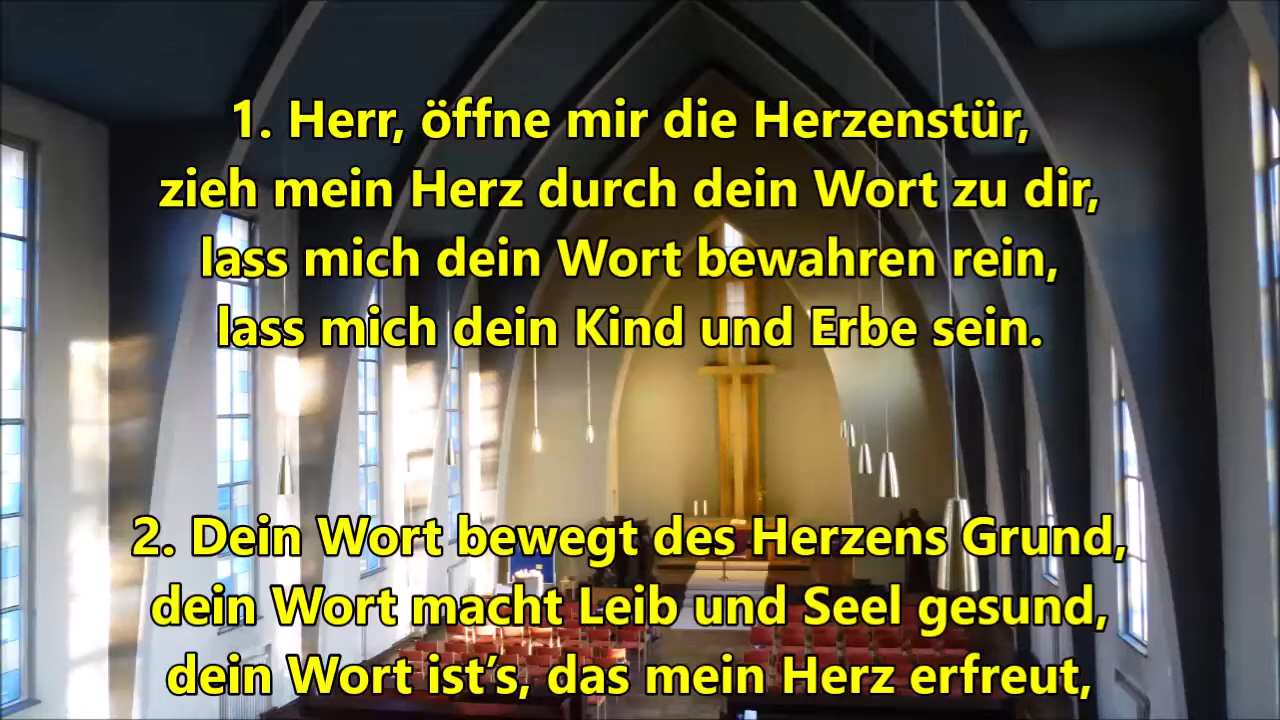 1. Herr, öffne mir die Herzenstür,
zieh mein Herz durch dein Wort zu dir,
lass mich dein Wort bewahren rein,
lass mich dein Kind und Erbe sein.
2. Dein Wort bewegt des Herzens Grund,
dein Wort macht Leib und Seel gesund,
dein Wort ist’s, das mein Herz erfreut,